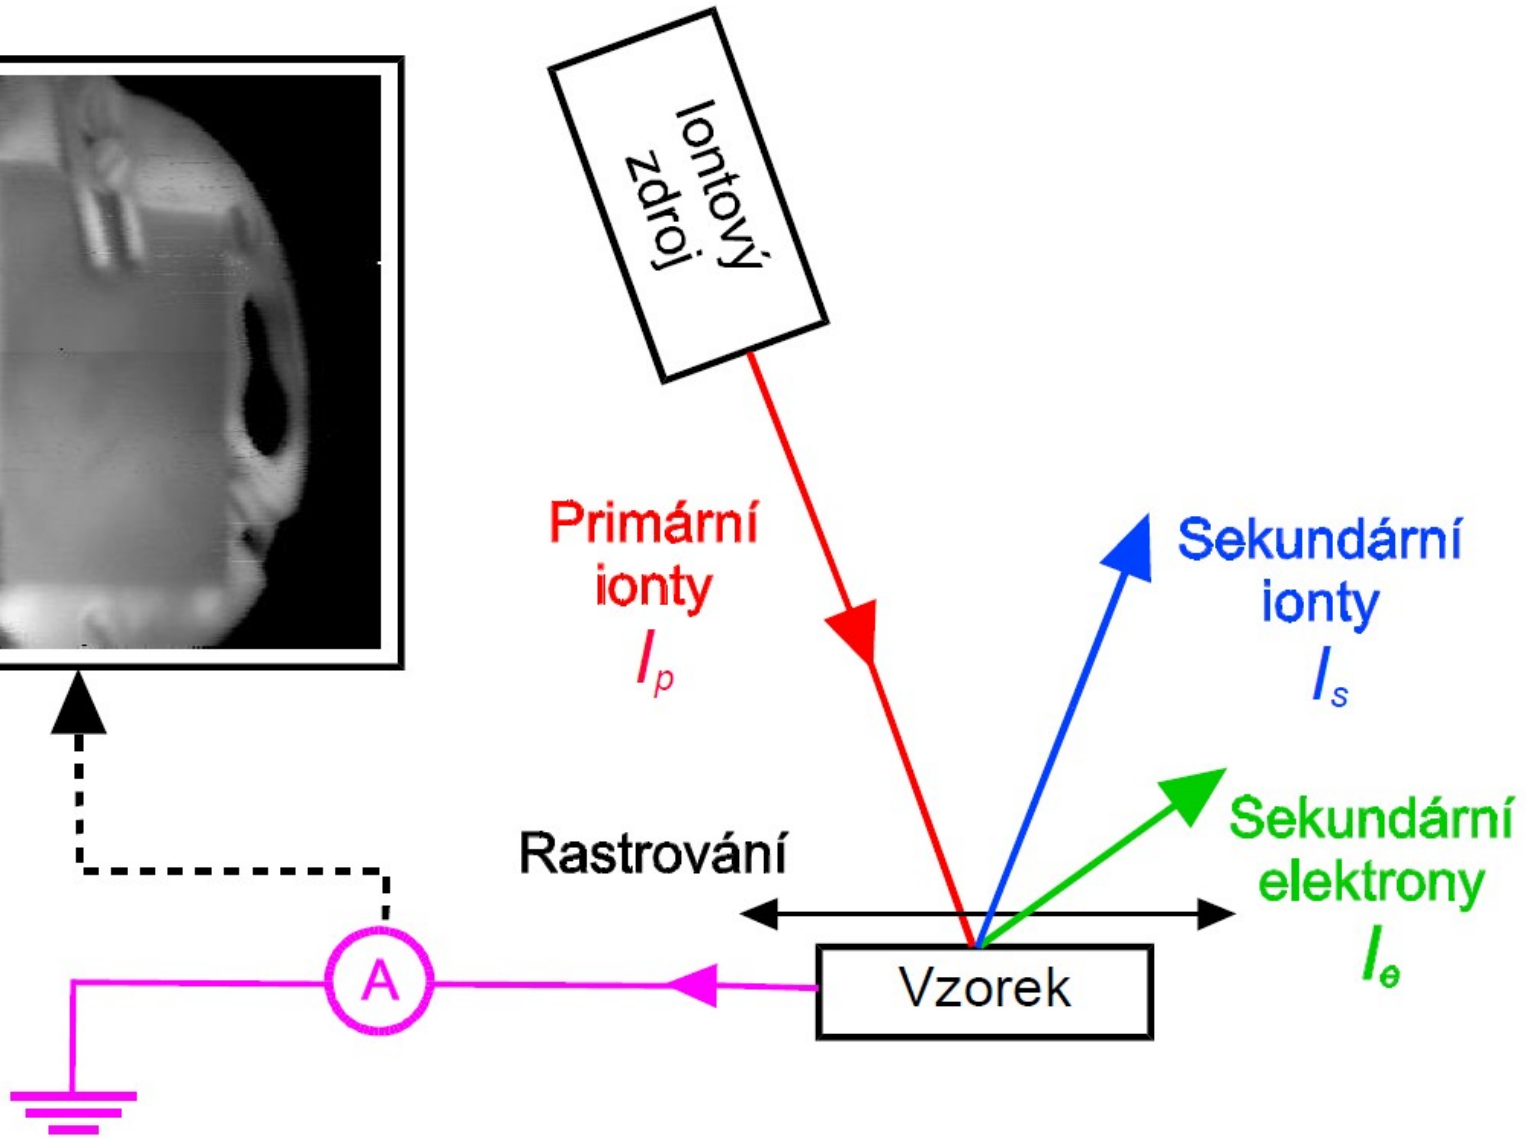 Iontový
zdroj
Primární
ionty
Ip
Sekundární
ionty
Is
Rastrování
Sekundární
elektrony
Ie
A
Vzorek